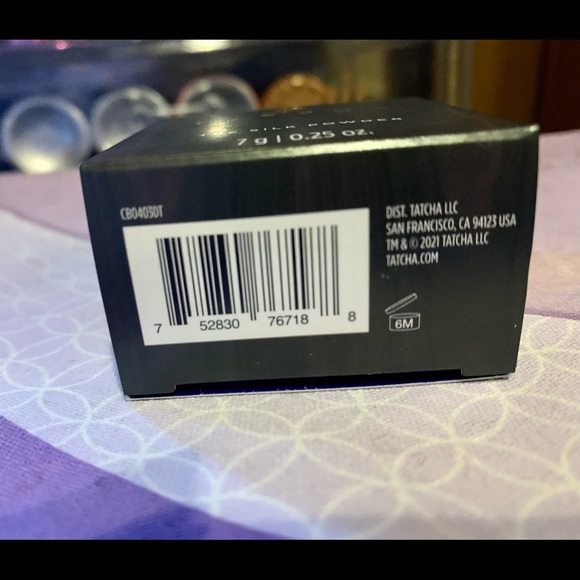 SILK POWDER
7 g | 0.25 OZ.
CB04030T
7 52830 76718 8
DIST. TATCHA LLC
SAN FRANCISCO, CA 94123 USA
TM & © 2021 TATCHA LLC
TATCHA.COM
6M